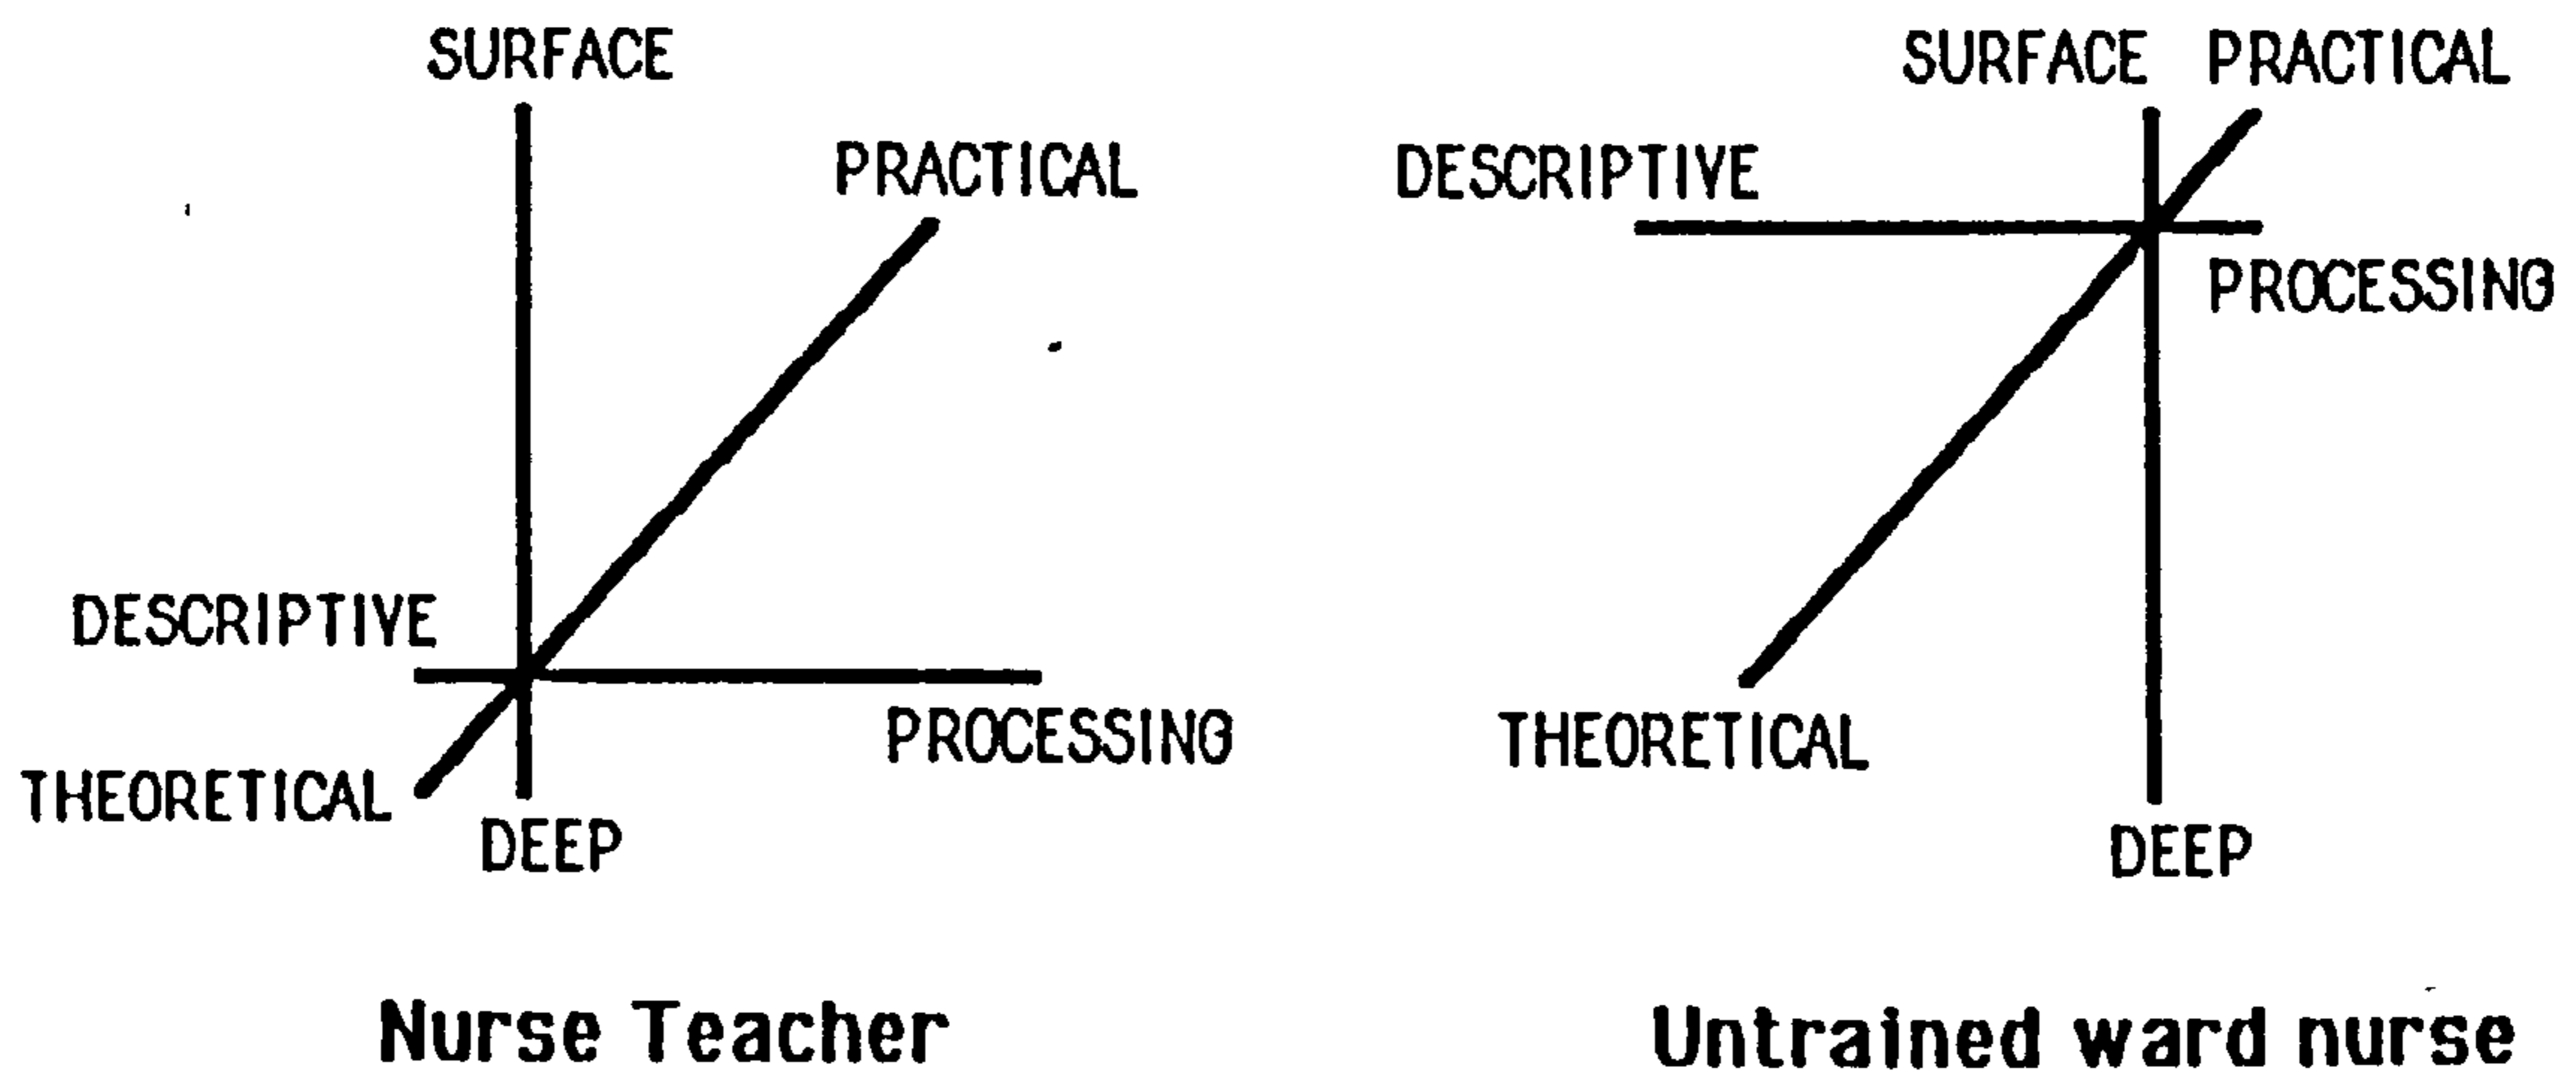 SURFACE
PRACTICAL
DESCRIPTIVE
PROCESSING
THEORETICAL
DEEP
Nurse Teacher
SURFACE PRACTICAL
DESCRIPTIVE
PROCESSING
THEORETICAL
DEEP
Untrained ward nurse